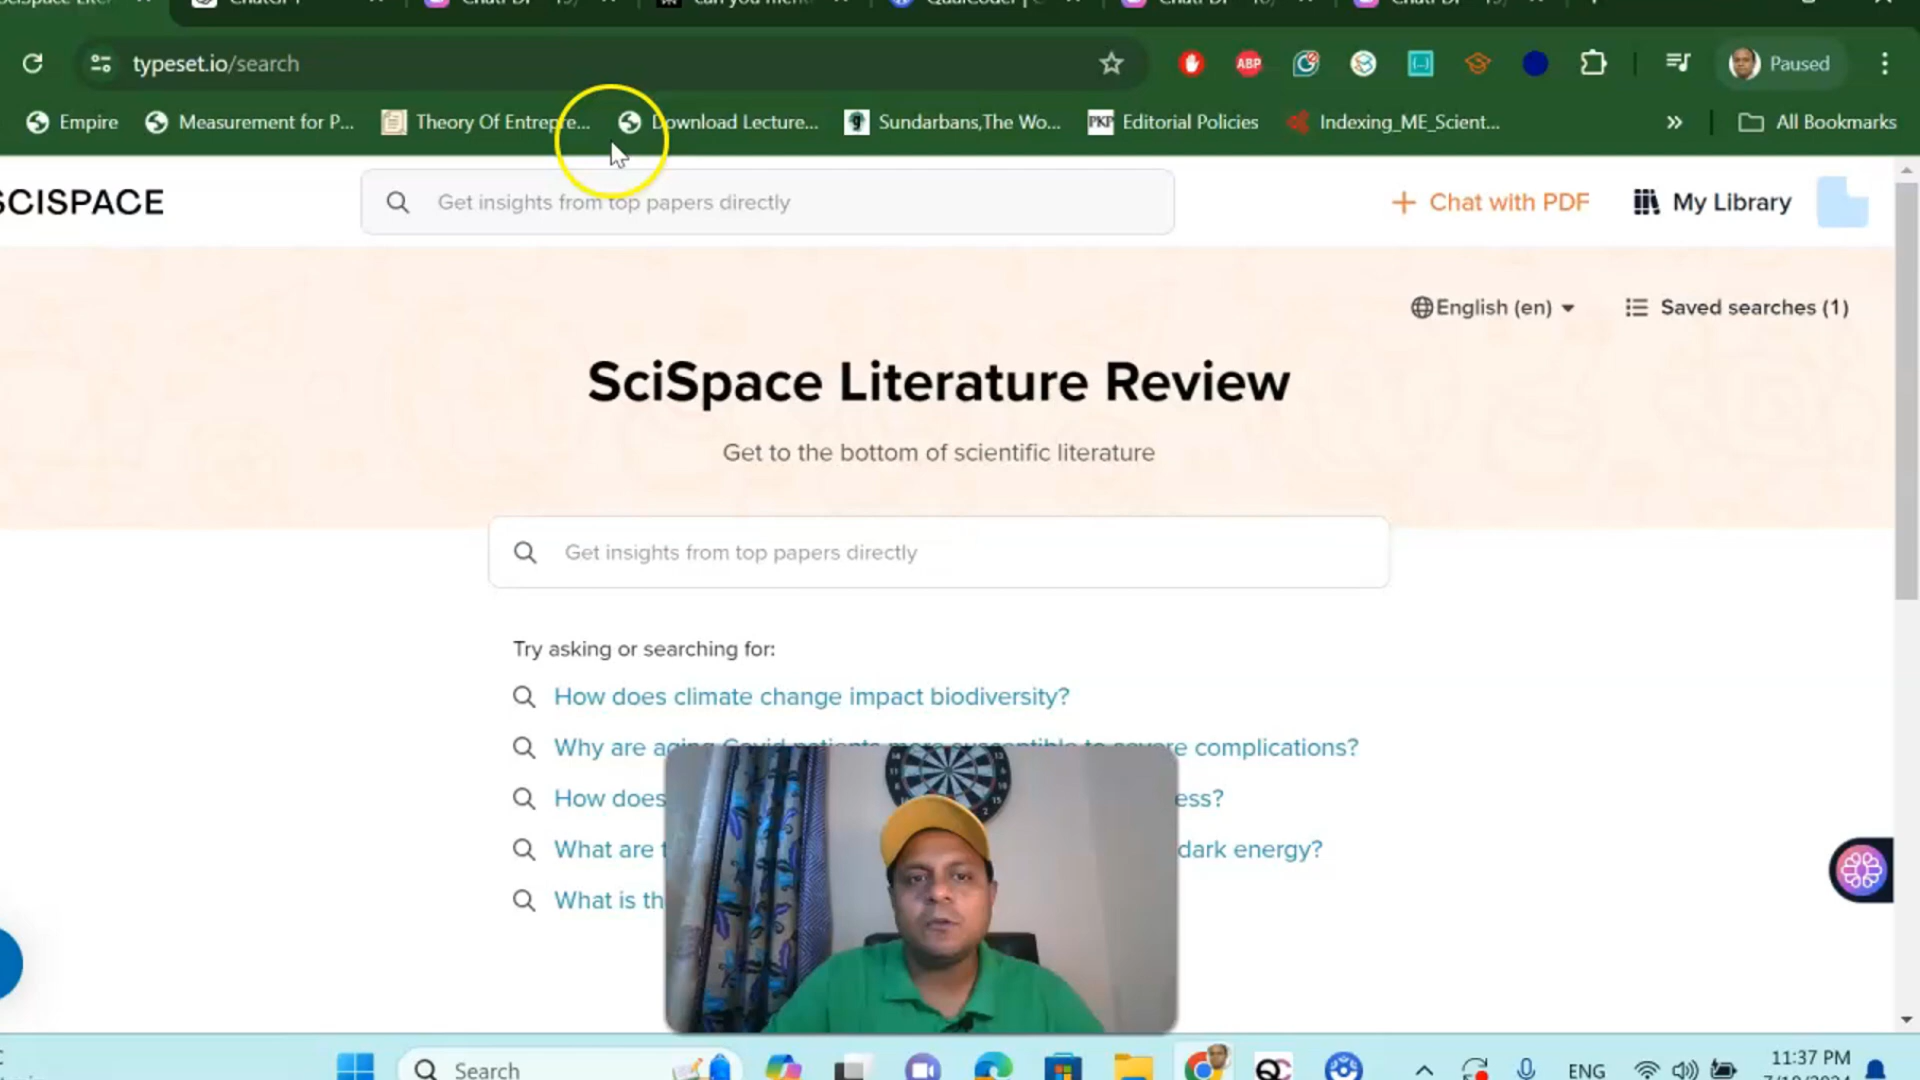 typeset.io/search
ABP
Paused
Empire
Measurement for P...
Theory Of Entrepre...
Download Lecture...
Sundarbans,The Wo...
PKP
Editorial Policies
Indexing_ME_Scient...
All Bookmarks
SCISPACE
Get insights from top papers directly
+ Chat with PDF
My Library
English (en)
Saved searches (1)
SciSpace Literature Review
Get to the bottom of scientific literature
Get insights from top papers directly
Try asking or searching for:
How does climate change impact biodiversity?
Why are aging Covid patients more susceptible to severe complications?
How does
ess?
What are t
dark energy?
What is th
Search
ENG
11:37 PM